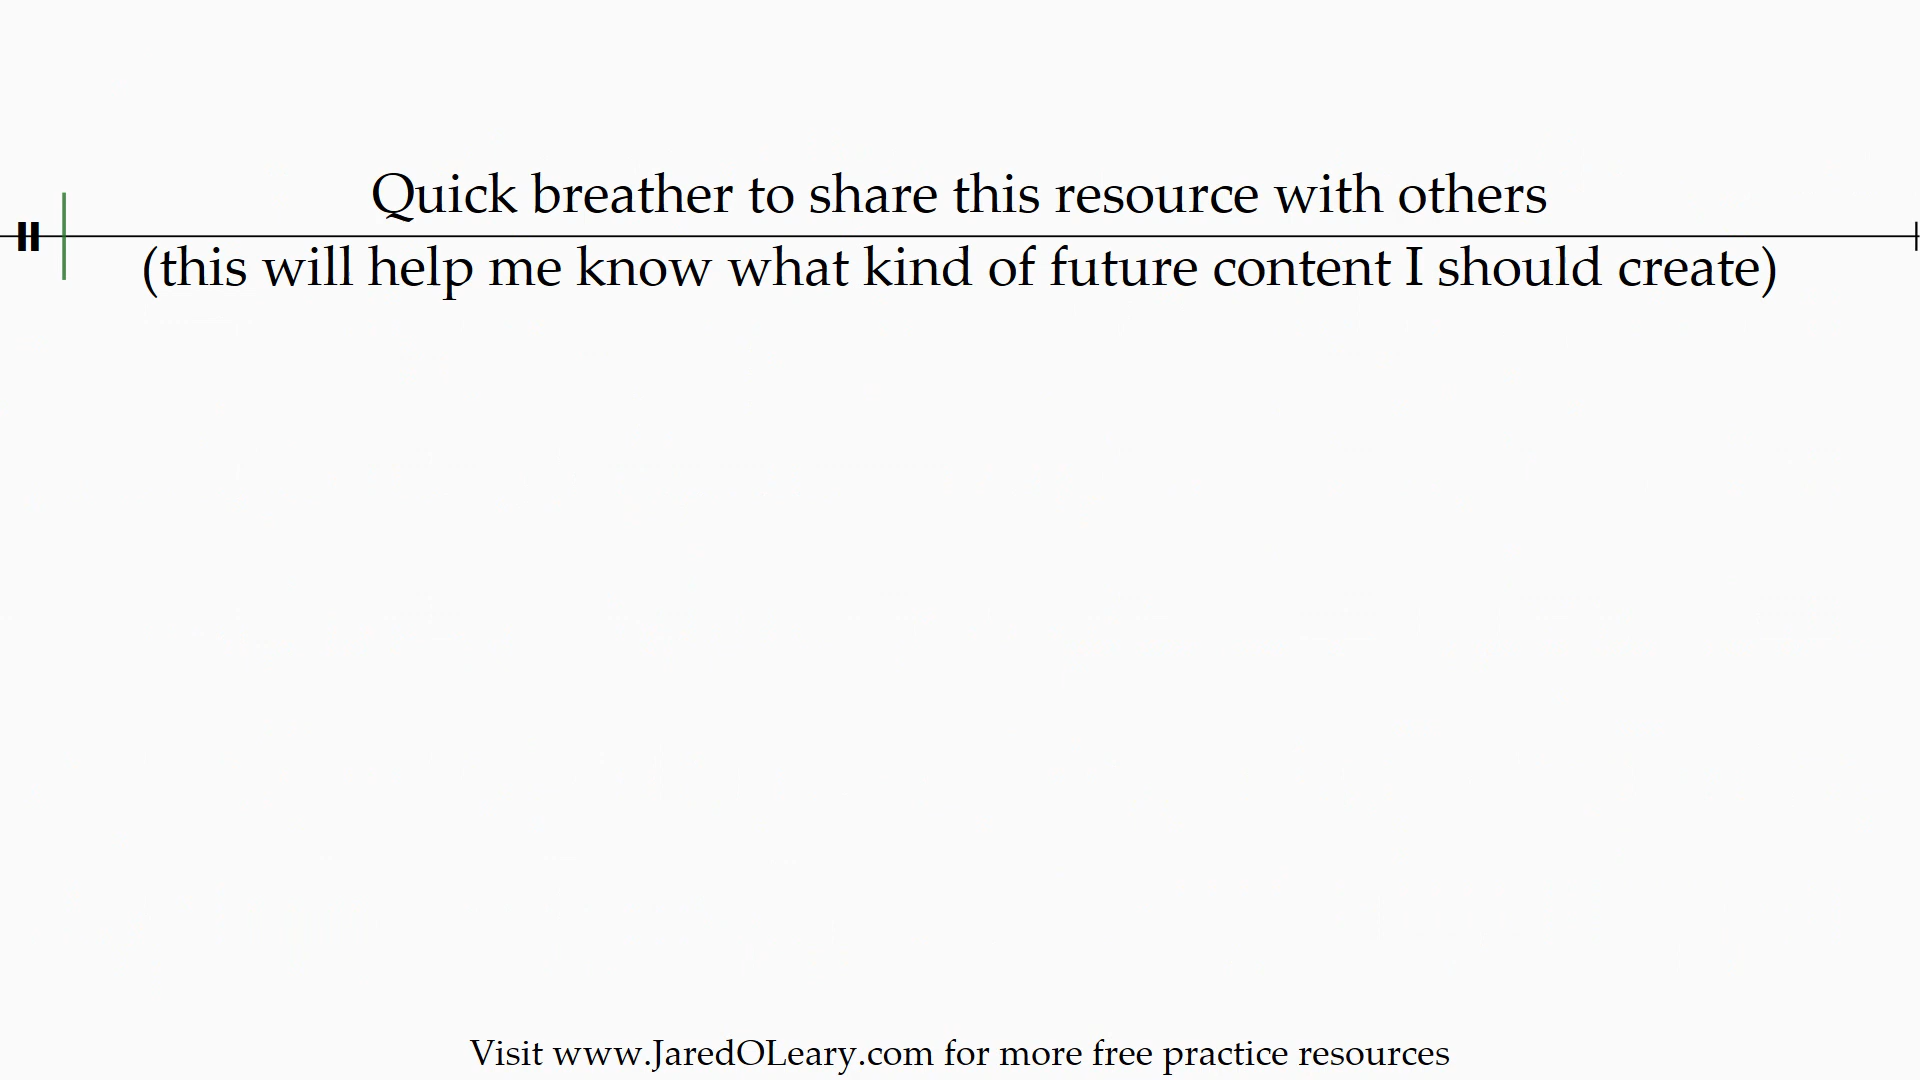 Quick breather to share this resource with others
(this will help me know what kind of future content I should create)
Visit www.JaredOLeary.com for more free practice resources